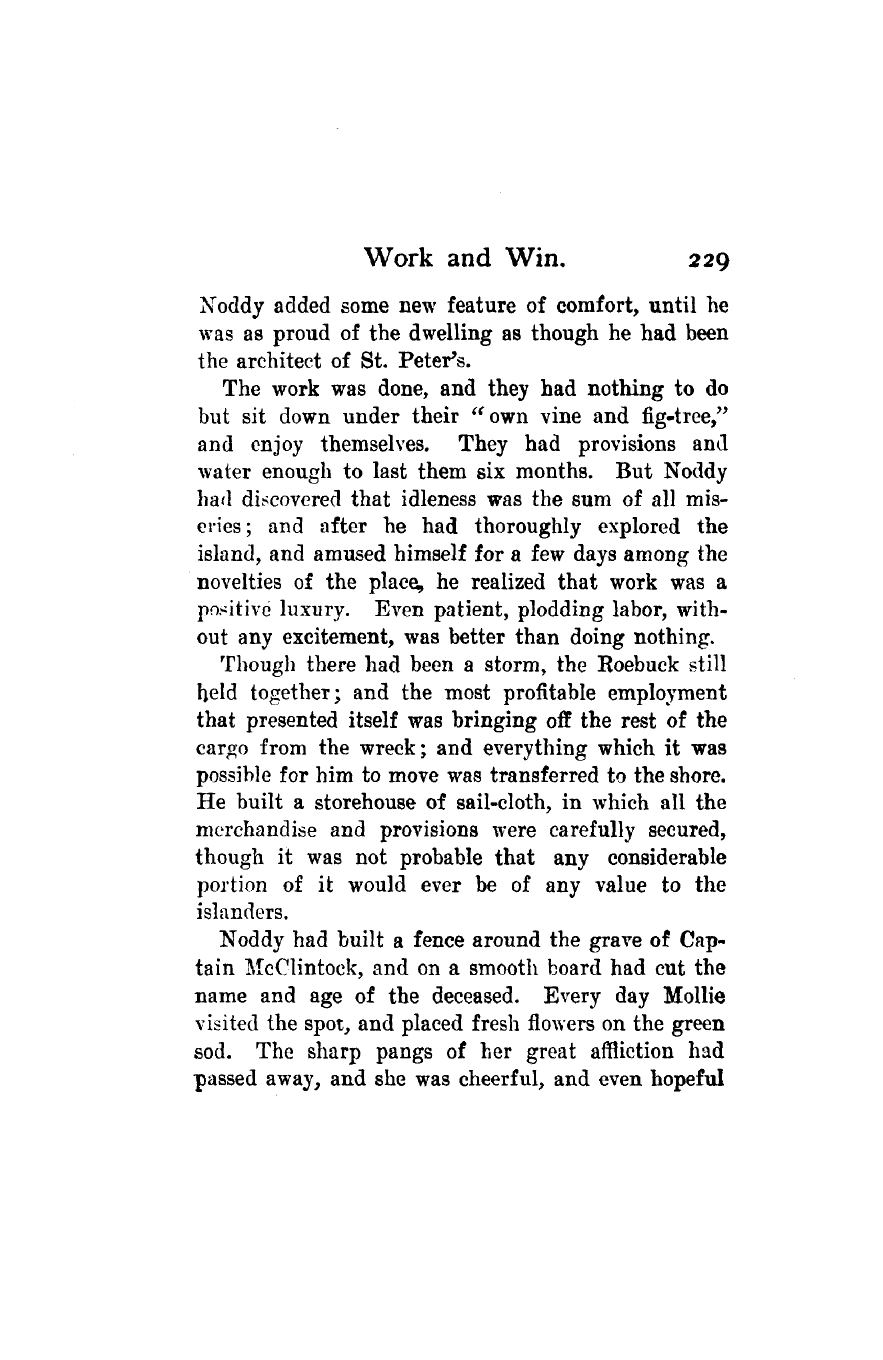 Work and Win. 229
Noddy added some new feature of comfort, until he
was as proud of the dwelling as though he had been
the architect of St. Peter's.
The work was done, and they had nothing to do
but sit down under their "own vine and fig-tree,"
and enjoy themselves. They had provisions and
water enough to last them six months. But Noddy
had discovered that idleness was the sum of all mis-
eries; and after he had thoroughly explored the
island, and amused himself for a few days among the
novelties of the place, he realized that work was a
positive luxury. Even patient, plodding labor, with-
out any excitement, was better than doing nothing.
Though there had been a storm, the Roebuck still
held together; and the most profitable employment
that presented itself was bringing off the rest of the
cargo from the wreck; and everything which it was
possible for him to move was transferred to the shore.
He built a storehouse of sail-cloth, in which all the
merchandise and provisions were carefully secured,
though it was not probable that any considerable
portion of it would ever be of any value to the
islanders.
Noddy had built a fence around the grave of Cap-
tain McClintock, and on a smooth board had cut the
name and age of the deceased. Every day Mollie
visited the spot, and placed fresh flowers on the green
sod. The sharp pangs of her great affliction had
passed away, and she was cheerful, and even hopeful